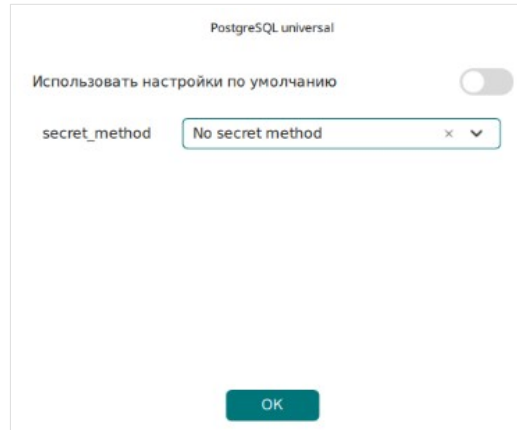 PostgreSQL universal
Использовать настройки по умолчанию
secret_method No secret method
OK